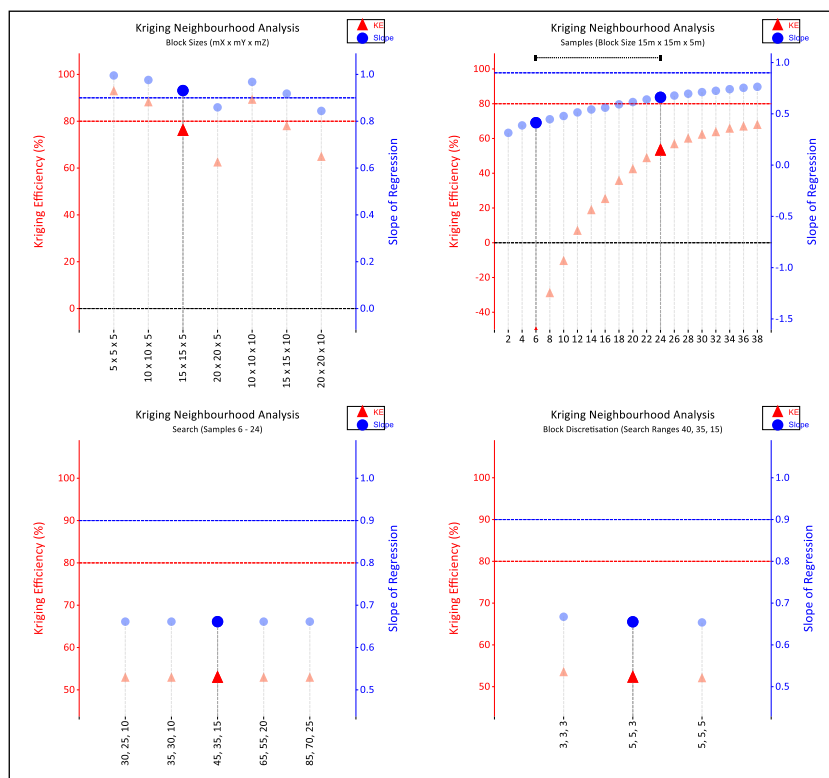 Kriging Neighbourhood Analysis
Block Sizes (mX x mY x mZ)
KE
Slope
Kriging Efficiency (%)
100
80
60
40
20
0
Slope of Regression
1.0
0.9
0.8
0.6
0.4
0.2
0.0
5 x 5 x 5
10 x 10 x 5
15 x 15 x 5
20 x 20 x 5
10 x 10 x 10
15 x 15 x 10
20 x 20 x 10
Kriging Neighbourhood Analysis
Samples (Block Size 15m x 15m x 5m)
KE
Slope
Kriging Efficiency (%)
100
80
60
40
20
0
-20
-40
Slope of Regression
1.0
0.5
0.0
-0.5
-1.0
-1.5
2 4 6 8 10 12 14 16 18 20 22 24 26 28 30 32 34 36 38
Kriging Neighbourhood Analysis
Search (Samples 6 - 24)
KE
Slope
Kriging Efficiency (%)
100
90
80
70
60
50
Slope of Regression
1.0
0.9
0.8
0.7
0.6
0.5
30, 25, 10
35, 30, 10
45, 35, 15
65, 55, 20
85, 70, 25
Kriging Neighbourhood Analysis
Block Discretisation (Search Ranges 40, 35, 15)
KE
Slope
Kriging Efficiency (%)
100
90
80
70
60
50
Slope of Regression
1.0
0.9
0.8
0.7
0.6
0.5
3, 3, 3
5, 5, 3
5, 5, 5